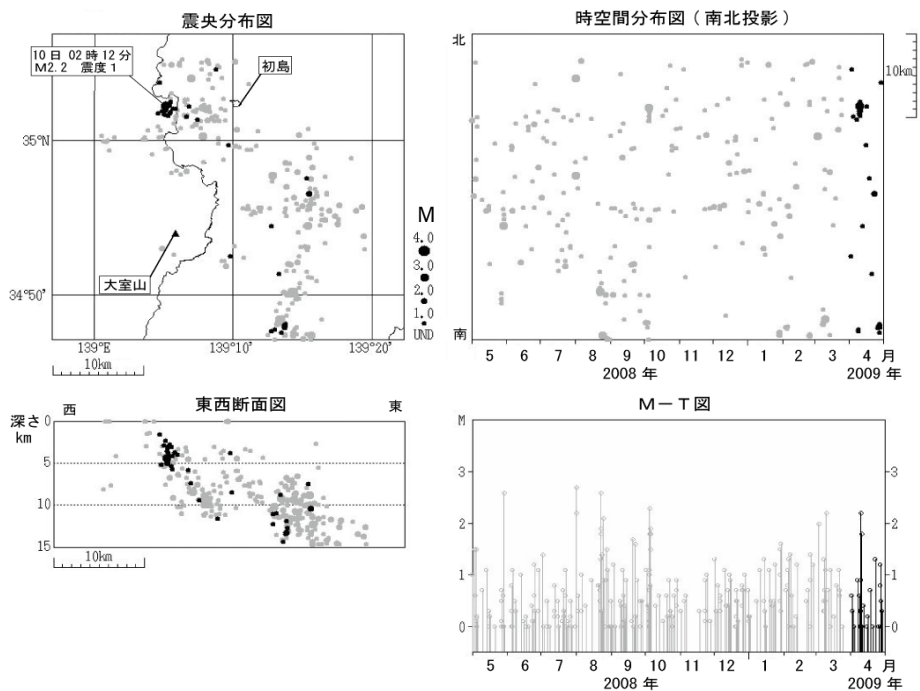 震央分布図
10日 02時12分
M2.2 震度1
初島
35°N
大室山
34°50'
139°E
139°10'
139°20'
10km
M
4.0
3.0
2.0
1.0
UND
時空間分布図(南北投影)
北
南
10km
5 6 7 8 9 10 11 12 1 2 3 4 月
2008 年 2009 年
東西断面図
西 東
深さ 0
km
5
10
15
10km
M-T図
M
3 3
2 2
1 1
0 0
5 6 7 8 9 10 11 12 1 2 3 4 月
2008 年 2009 年